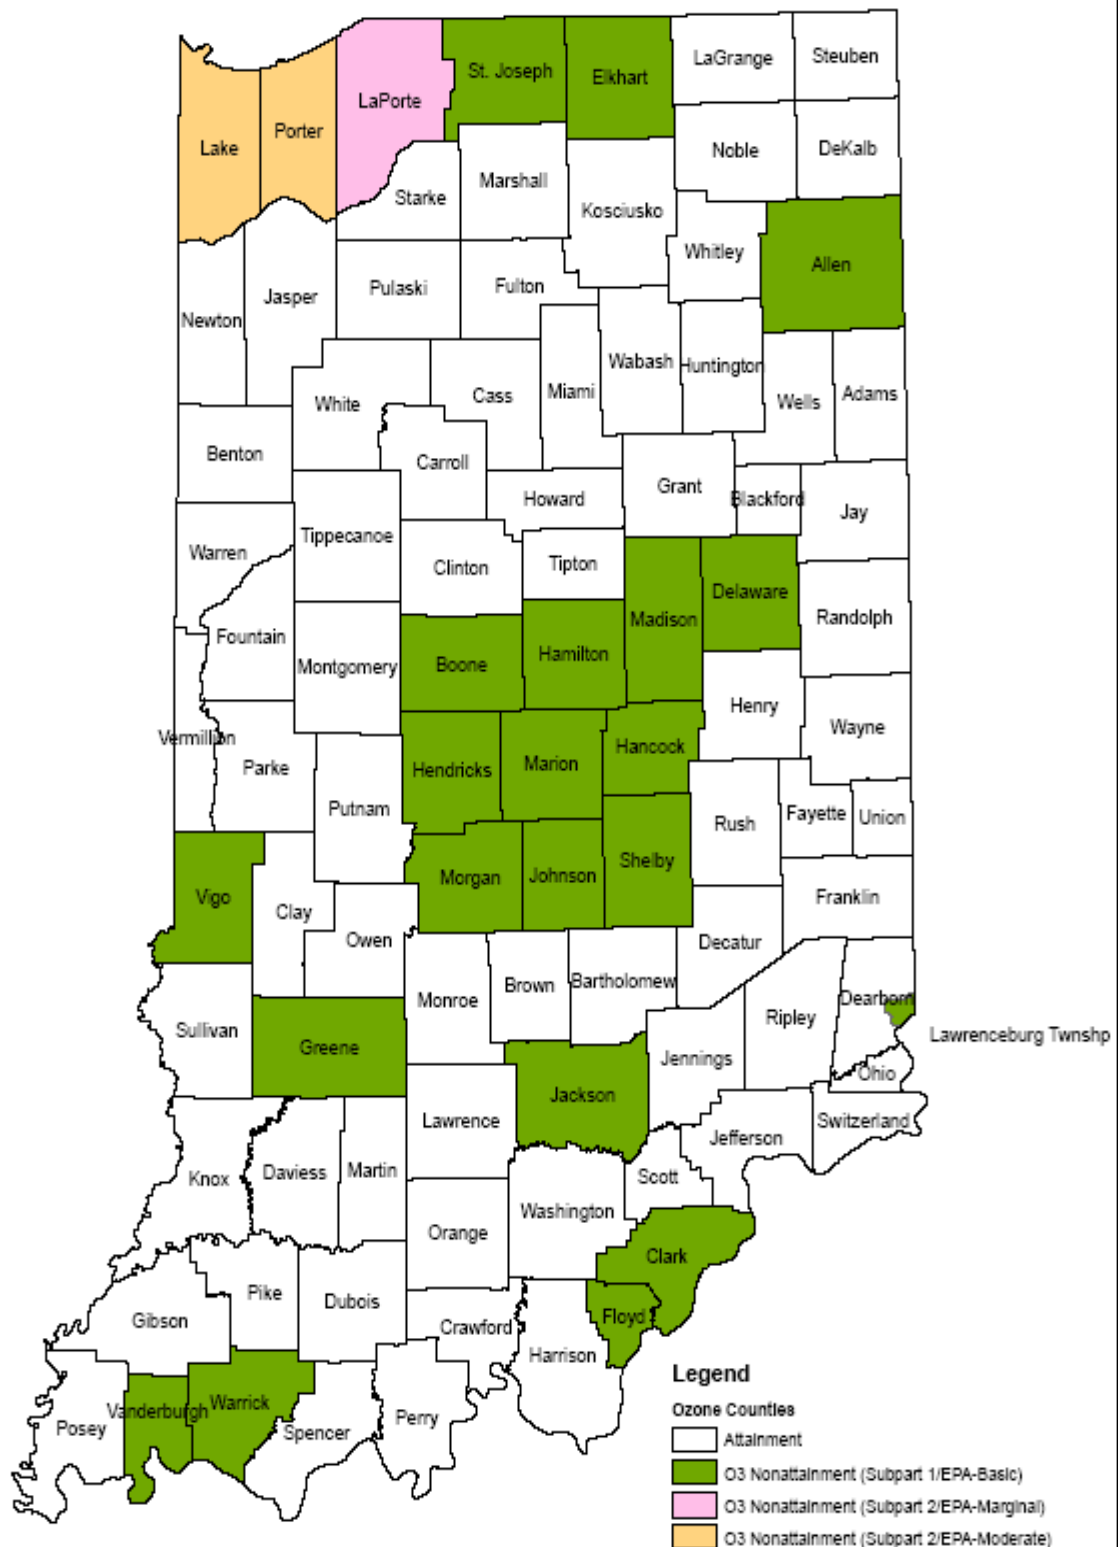 St. Joseph
Elkhart
LaGrange
Steuben
LaPorte
Lake
Porter
Noble
DeKalb
Starke
Marshall
Kosciusko
Whitley
Allen
Newton
Jasper
Pulaski
Fulton
White
Cass
Miami
Wabash
Huntington
Wells
Adams
Benton
Carroll
Howard
Grant
Blackford
Jay
Warren
Tippecanoe
Clinton
Tipton
Madison
Delaware
Randolph
Fountain
Montgomery
Boone
Hamilton
Henry
Wayne
Vermillion
Parke
Putnam
Hendricks
Marion
Hancock
Rush
Fayette
Union
Vigo
Clay
Owen
Morgan
Johnson
Shelby
Franklin
Decatur
Sullivan
Greene
Monroe
Brown
Bartholomew
Ripley
Dearborn
Lawrenceburg Twnshp
Jennings
Ohio
Jackson
Lawrence
Jefferson
Switzerland
Knox
Daviess
Martin
Scott
Orange
Washington
Clark
Gibson
Pike
Dubois
Crawford
Floyd
Harrison
Posey
Vanderburgh
Warrick
Spencer
Perry
Legend
Ozone Counties
Attainment
O3 Nonattainment (Subpart 1/EPA-Basic)
O3 Nonattainment (Subpart 2/EPA-Marginal)
O3 Nonattainment (Subpart 2/EPA-Moderate)